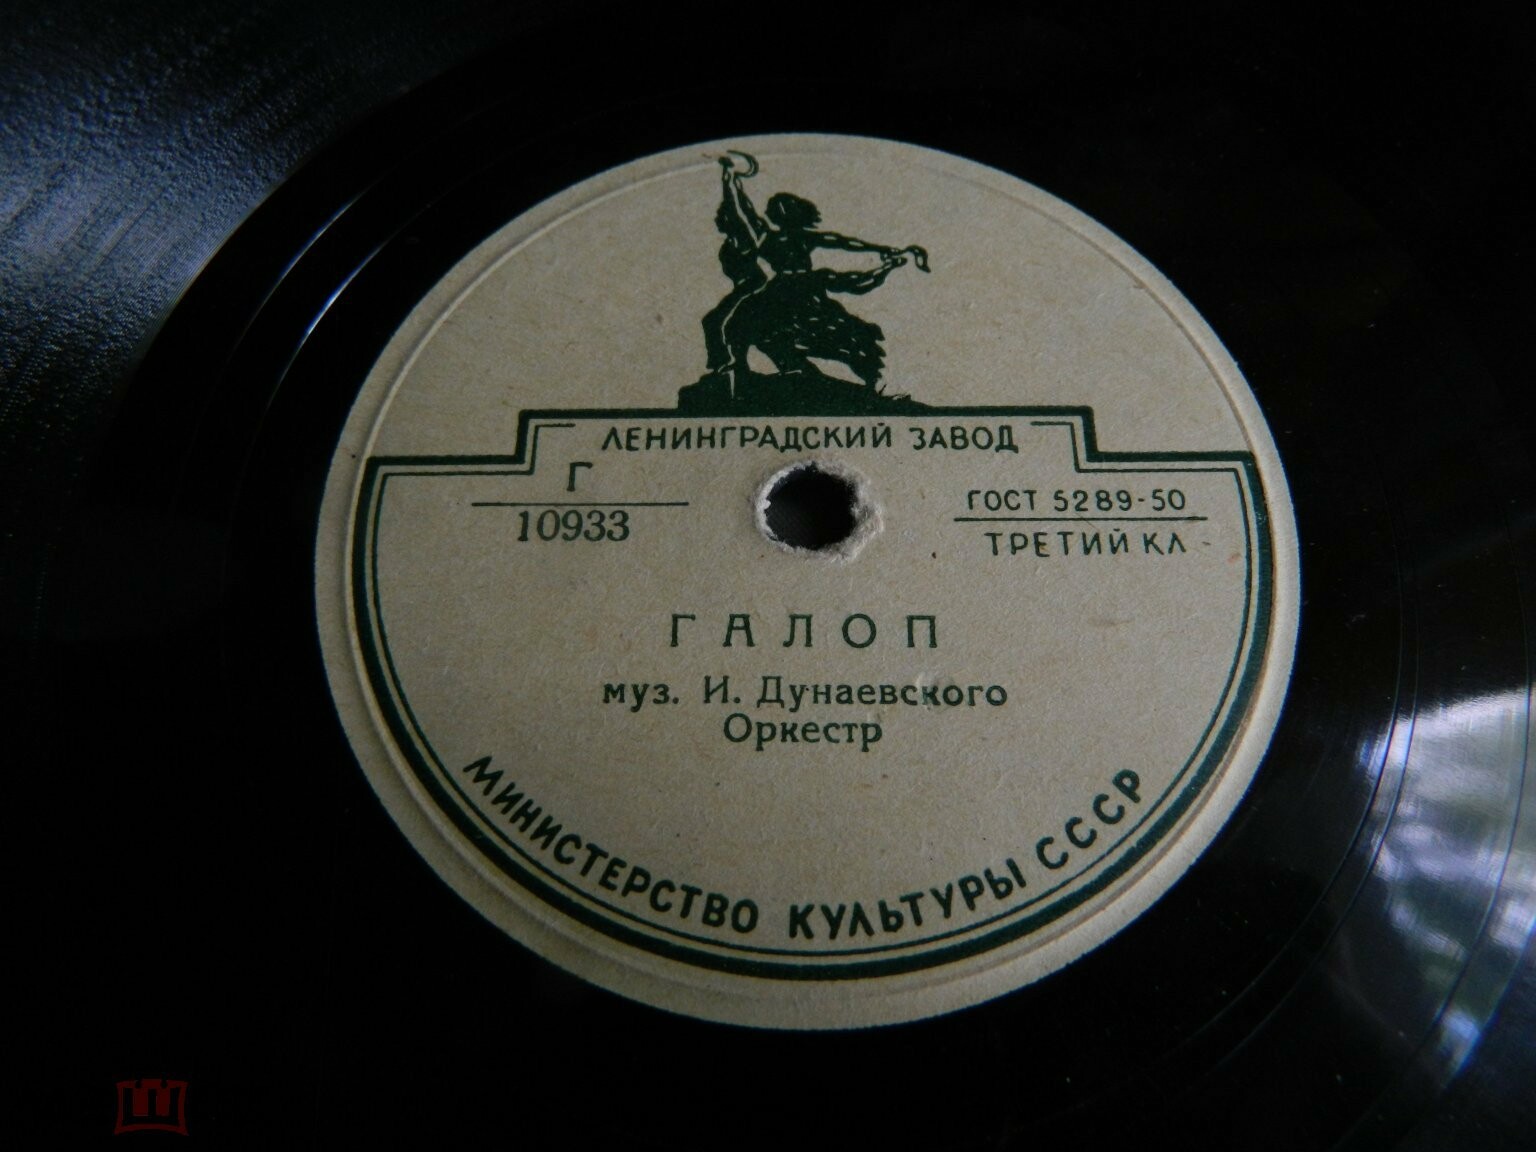 ЛЕНИНГРАДСКИЙ ЗАВОД
Г
10933
ГОСТ 5289-50
ТРЕТИЙ КЛ
ГАЛОП
муз. И. Дунаевского
Оркестр
МИНИСТЕРСТВО КУЛЬТУРЫ СССР